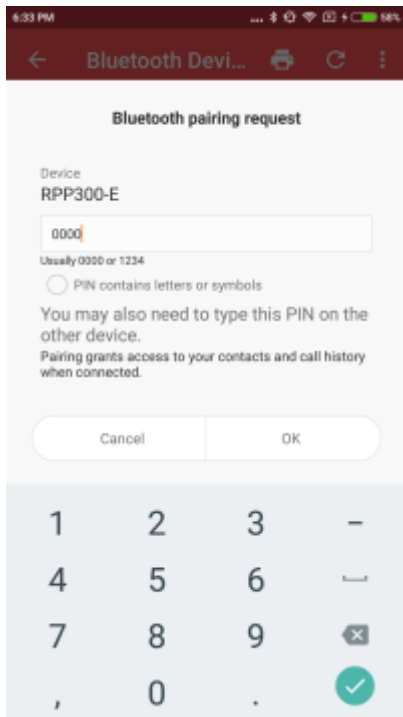 6:33 PM ... 58%
Bluetooth Devi...
Bluetooth pairing request
Device
RPP300-E
0000
Usually 0000 or 1234
PIN contains letters or symbols
You may also need to type this PIN on the
other device.
Pairing grants access to your contacts and call history
when connected.
Cancel OK
1 2 3 -
4 5 6
7 8 9
, 0 .